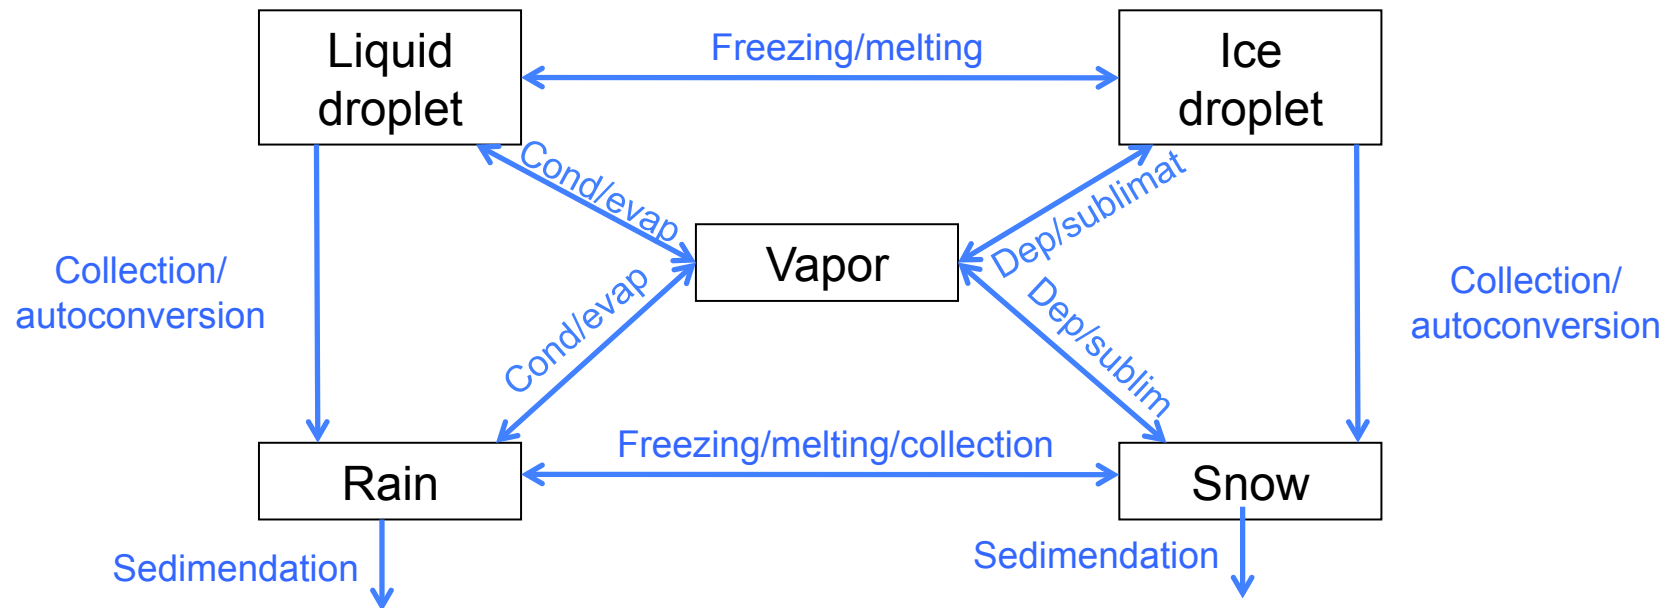 Liquid
droplet
Freezing/melting
Ice
droplet
Cond/evap
Dep/sublimat
Vapor
Collection/
autoconversion
Cond/evap
Dep/sublim
Collection/
autoconversion
Rain
Freezing/melting/collection
Snow
Sedimendation
Sedimendation